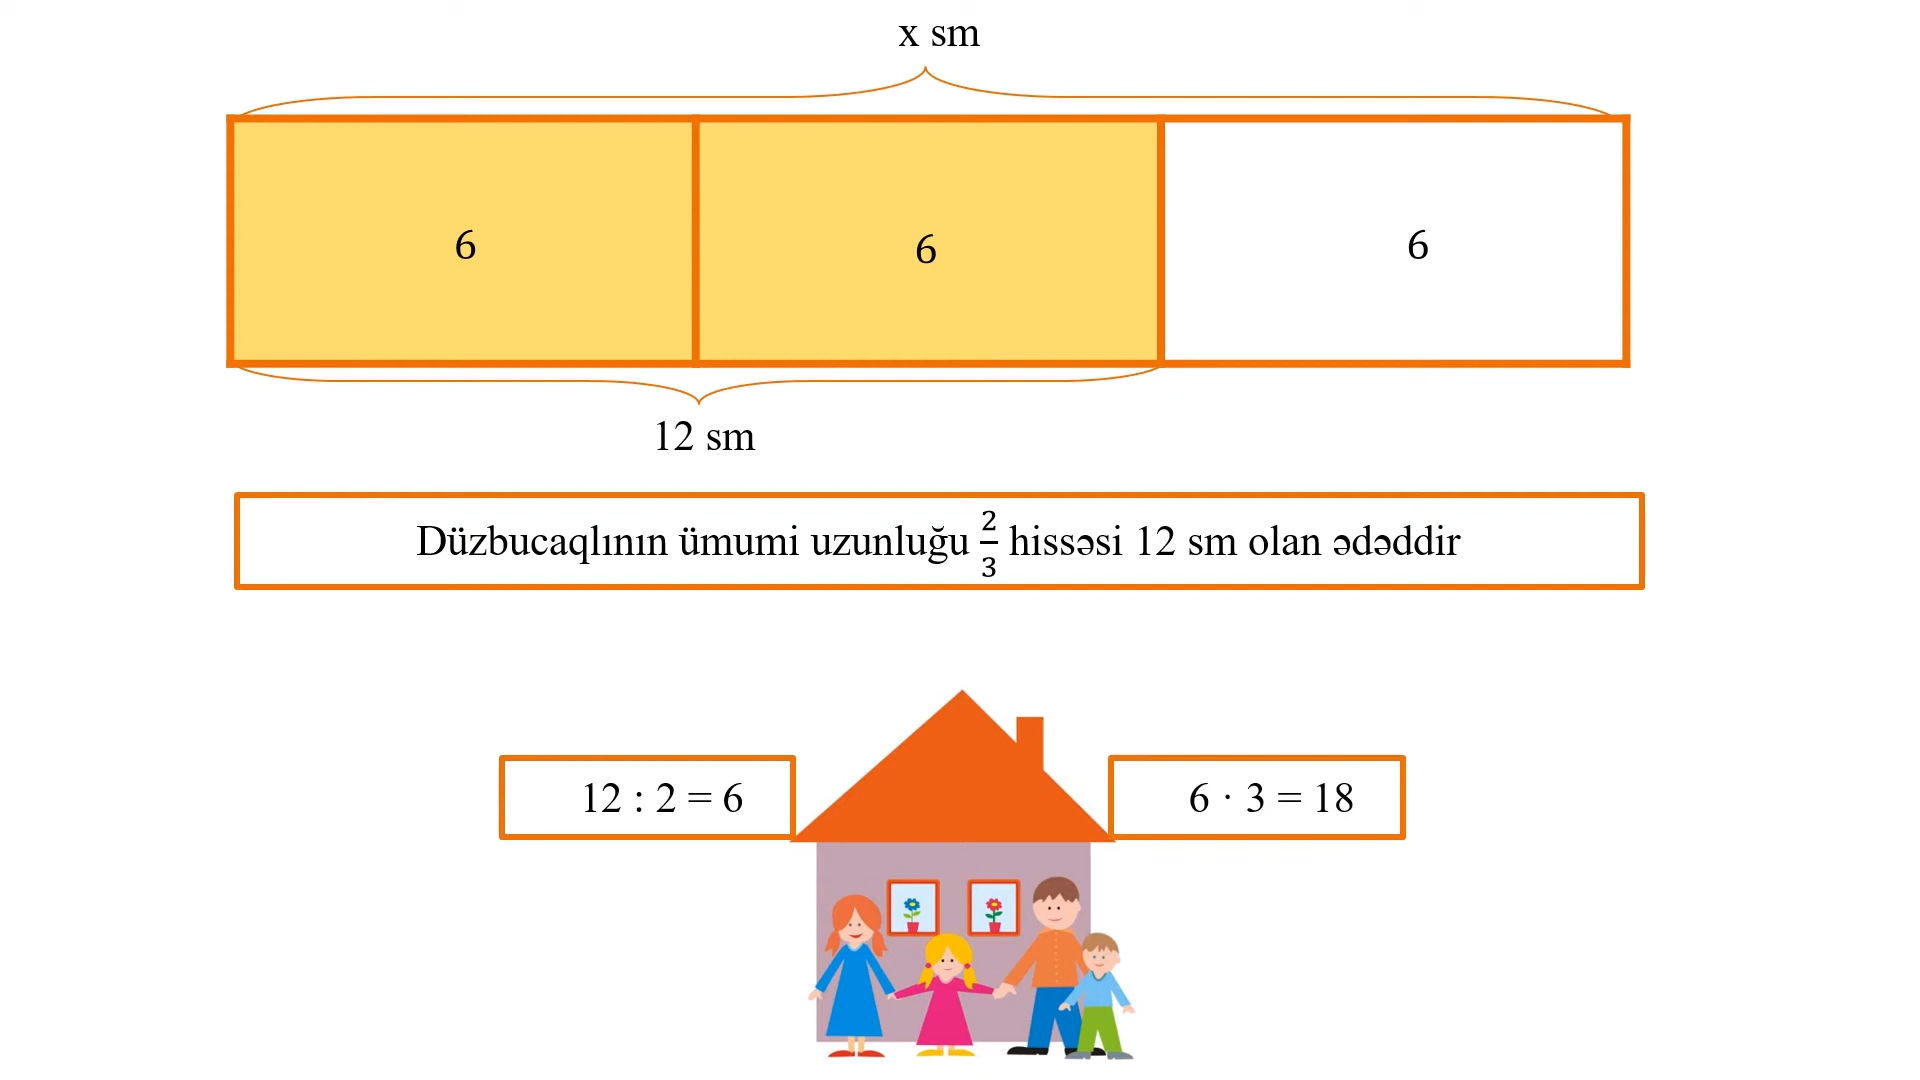 x sm
6 6 6
12 sm
Düzbucaqlının ümumi uzunluğu 2/3 hissəsi 12 sm olan ədəddir
12 : 2 = 6
6 · 3 = 18